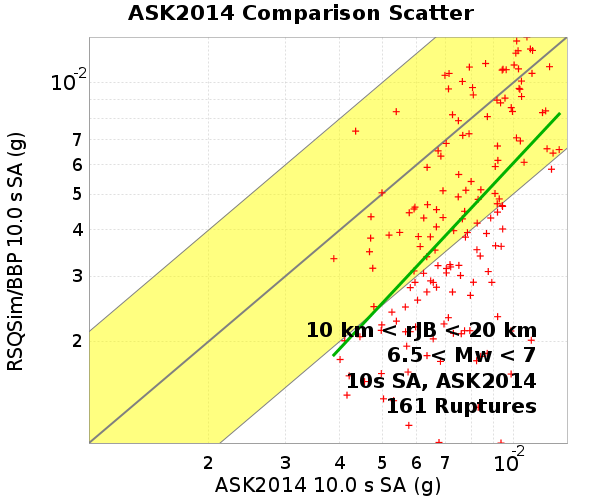 ASK2014 Comparison Scatter
RSQSim/BBP 10.0 s SA (g)
10-2
7
6
5
4
3
2
10 km < rJB < 20 km
6.5 < Mw < 7
10s SA, ASK2014
161 Ruptures
2 3 4 5 6 7 10-2
ASK2014 10.0 s SA (g)